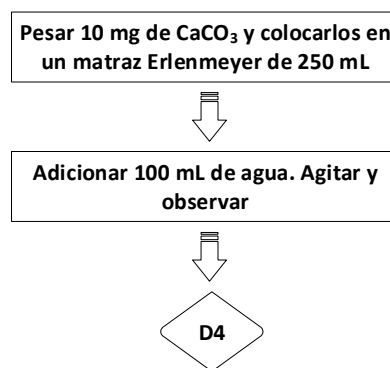 Pesar 10 mg de CaCO₃ y colocarlos en
un matraz Erlenmeyer de 250 mL
Adicionar 100 mL de agua. Agitar y
observar
D4